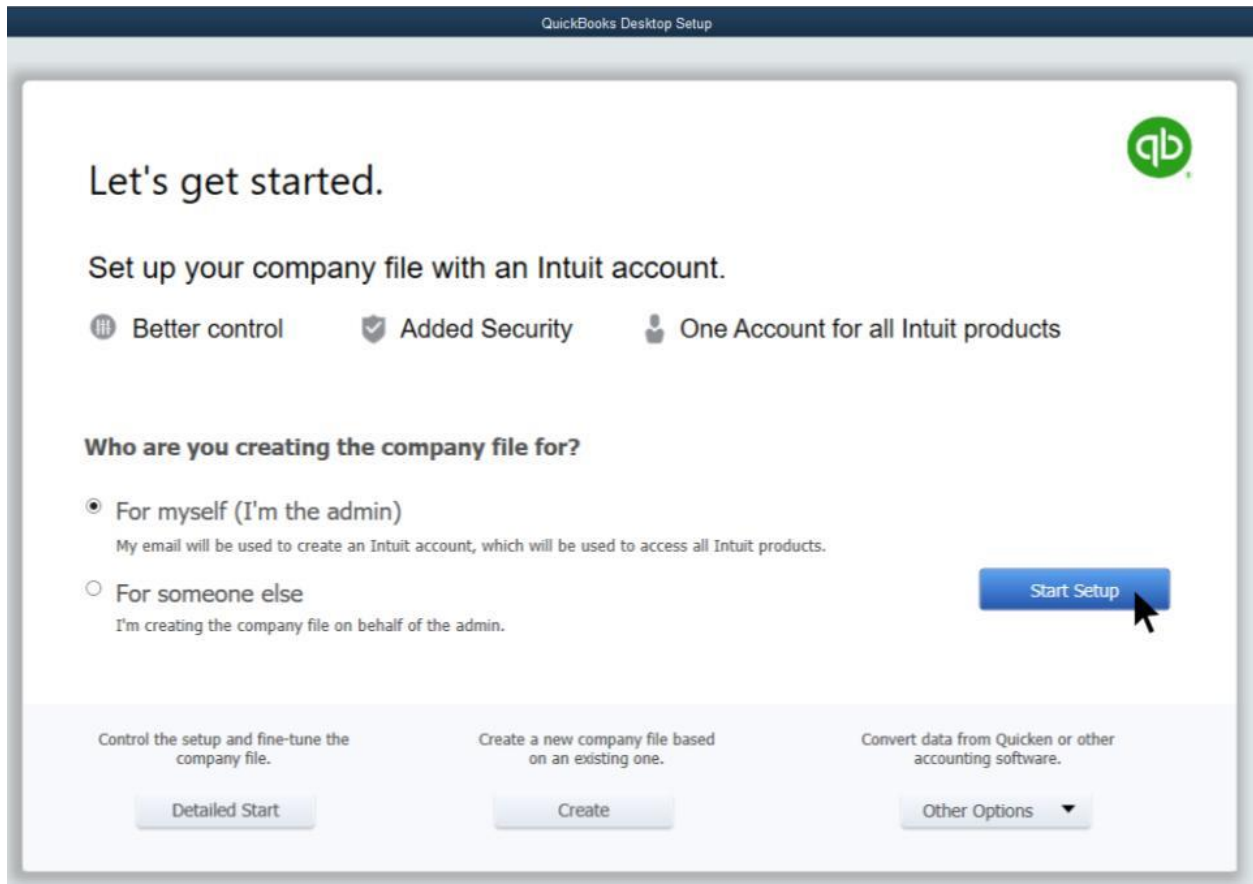 QuickBooks Desktop Setup
qb
Let's get started.
Set up your company file with an Intuit account.
Better control Added Security One Account for all Intuit products
Who are you creating the company file for?
For myself (I'm the admin)
My email will be used to create an Intuit account, which will be used to access all Intuit products.
For someone else
Start Setup
I'm creating the company file on behalf of the admin.
Control the setup and fine-tune the
company file.
Detailed Start
Create a new company file based
on an existing one.
Create
Convert data from Quicken or other
accounting software.
Other Options